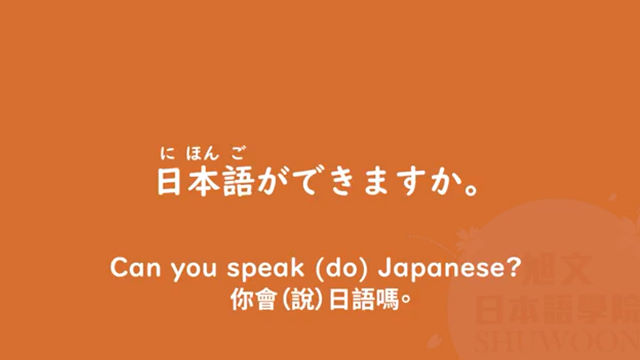 に ほん ご
日本語ができますか。
Can you speak (do) Japanese?
你會(說)日語嗎。
旭文
日本語學院
SHUWOON